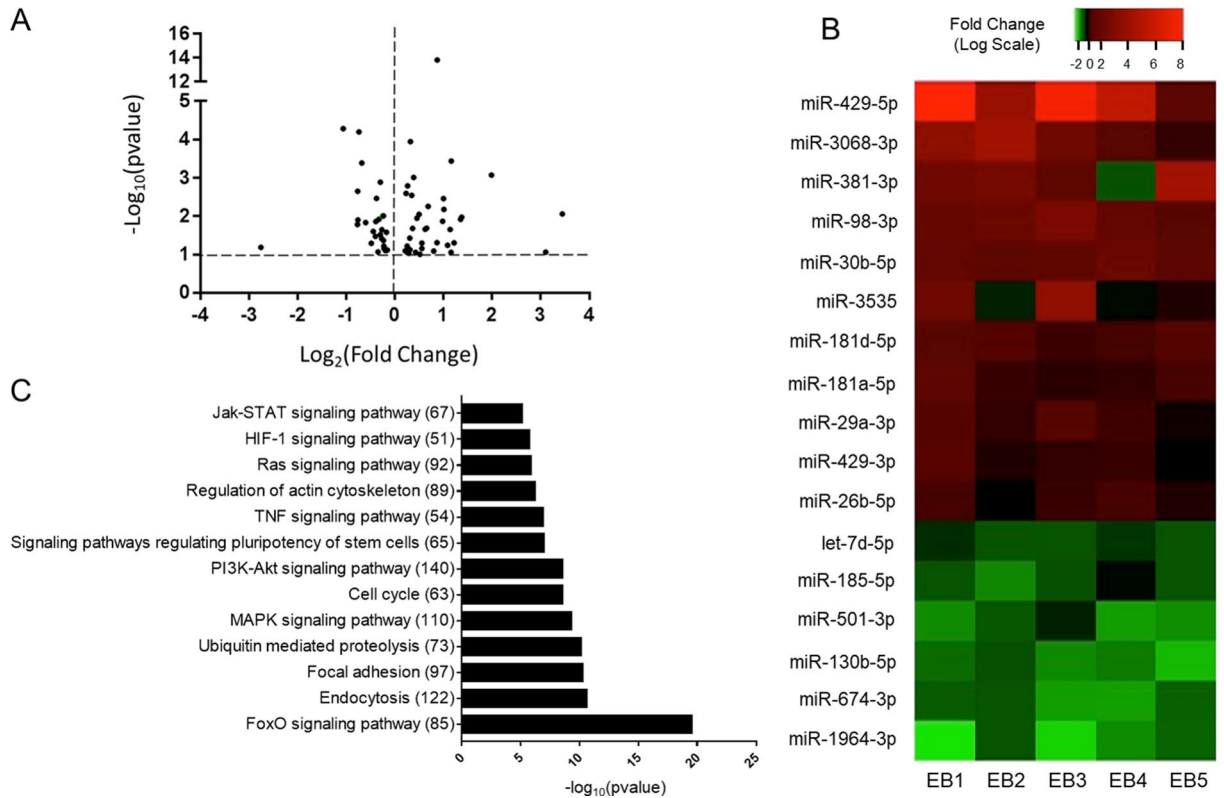 A
16
14
12
5
4
3
2
1
0
-Log10(pvalue)
-4 -3 -2 -1 0 1 2 3 4
Log2(Fold Change)
B
Fold Change
(Log Scale)
-2 0 2 4 6 8
miR-429-5p
miR-3068-3p
miR-381-3p
miR-98-3p
miR-30b-5p
miR-3535
miR-181d-5p
miR-181a-5p
miR-29a-3p
miR-429-3p
miR-26b-5p
let-7d-5p
miR-185-5p
miR-501-3p
miR-130b-5p
miR-674-3p
miR-1964-3p
EB1 EB2 EB3 EB4 EB5
C
Jak-STAT signaling pathway (67)
HIF-1 signaling pathway (51)
Ras signaling pathway (92)
Regulation of actin cytoskeleton (89)
TNF signaling pathway (54)
Signaling pathways regulating pluripotency of stem cells (65)
PI3K-Akt signaling pathway (140)
Cell cycle (63)
MAPK signaling pathway (110)
Ubiquitin mediated proteolysis (73)
Focal adhesion (97)
Endocytosis (122)
FoxO signaling pathway (85)
0 5 10 15 20 25
-log10(pvalue)